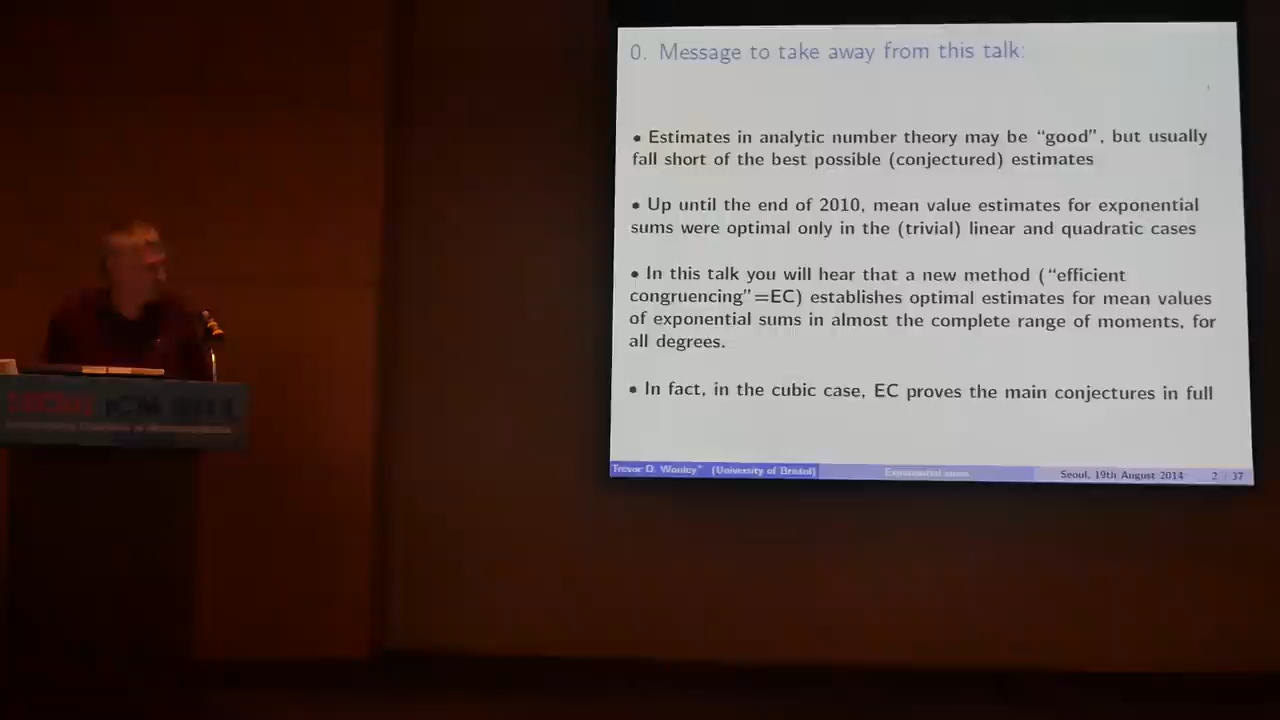 0. Message to take away from this talk:
• Estimates in analytic number theory may be “good”, but usually
fall short of the best possible (conjectured) estimates
• Up until the end of 2010, mean value estimates for exponential
sums were optimal only in the (trivial) linear and quadratic cases
• In this talk you will hear that a new method (“efficient
congruencing”=EC) establishes optimal estimates for mean values
of exponential sums in almost the complete range of moments, for
all degrees.
• In fact, in the cubic case, EC proves the main conjectures in full
Trevor D. Wooley (University of Bristol) Exponential sums Seoul, 19th August 2014 2 / 37
ICM